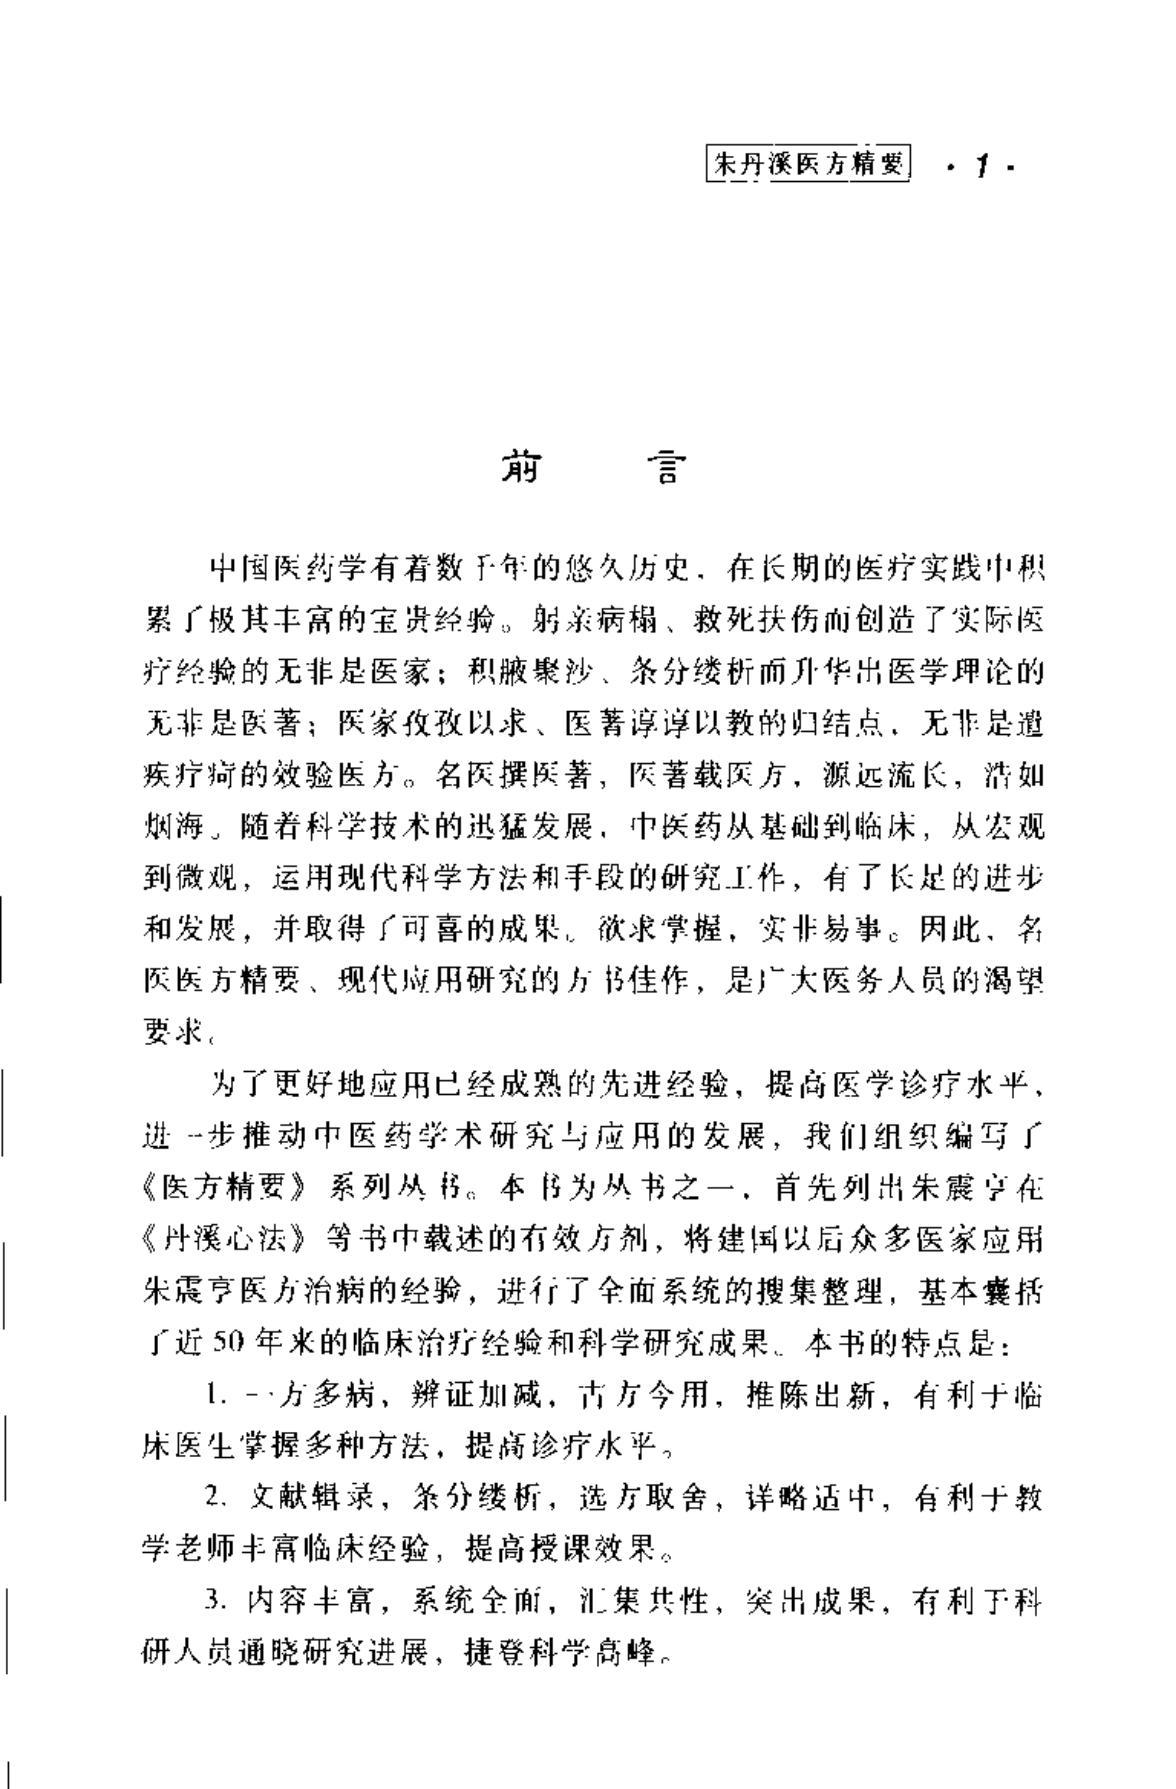 朱丹溪医方精要 · 1 ·
前 言
中国医药学有着数千年的悠久历史，在长期的医疗实践中积
累了极其丰富的宝贵经验。躬亲病榻、救死扶伤而创造了实际医
疗经验的无非是医家；积腋聚沙、条分缕析而升华出医学理论的
无非是医著；医家孜孜以求、医著谆谆以教的归结点，无非是遣
疾疗疴的效验医方。名医撰医著，医著载医方，源远流长，浩如
烟海。随着科学技术的迅猛发展，中医药从基础到临床，从宏观
到微观，运用现代科学方法和手段的研究工作，有了长足的进步
和发展，并取得了可喜的成果。欲求掌握，实非易事。因此，名
医医方精要、现代应用研究的方书佳作，是广大医务人员的渴望
要求。
为了更好地应用已经成熟的先进经验，提高医学诊疗水平，
进一步推动中医药学术研究与应用的发展，我们组织编写了
《医方精要》系列丛书。本书为丛书之一，首先列出朱震亨在
《丹溪心法》等书中载述的有效方剂，将建国以后众多医家应用
朱震亨医方治病的经验，进行了全面系统的搜集整理，基本囊括
了近 50 年来的临床治疗经验和科学研究成果。本书的特点是：
1. 一方多病，辨证加减，古方今用，推陈出新，有利于临
床医生掌握多种方法，提高诊疗水平。
2. 文献辑录，条分缕析，选方取舍，详略适中，有利于教
学老师丰富临床经验，提高授课效果。
3. 内容丰富，系统全面，汇集共性，突出成果，有利于科
研人员通晓研究进展，捷登科学高峰。